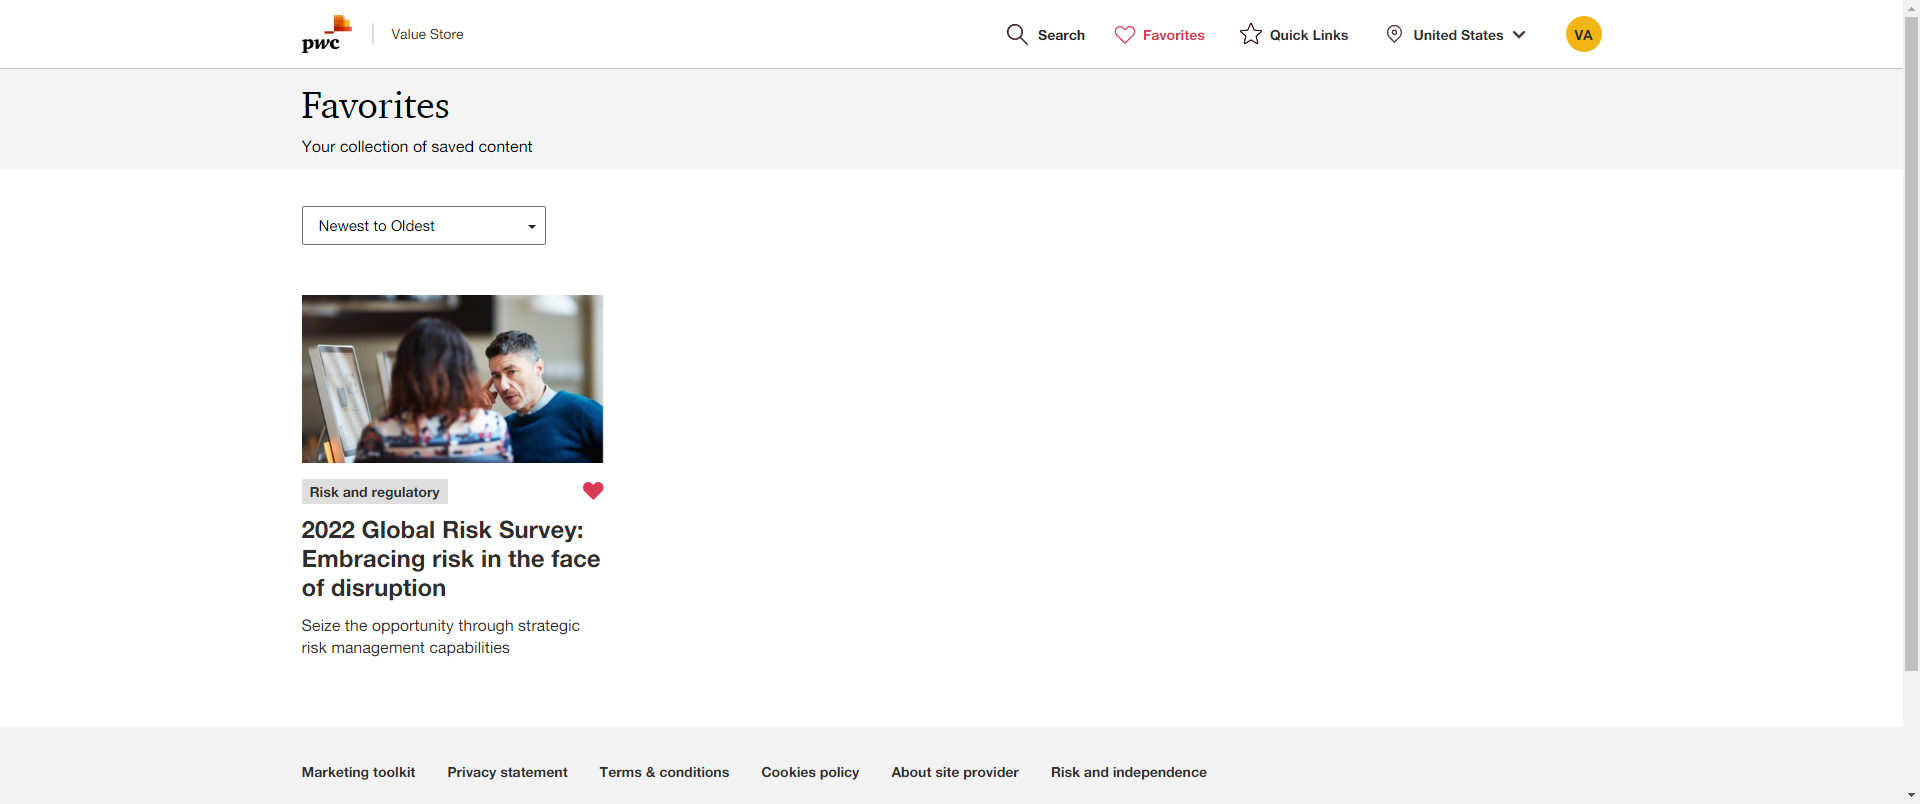 pwc
Value Store
Search
Favorites
Quick Links
United States
VA
Favorites
Your collection of saved content
Newest to Oldest
Risk and regulatory
2022 Global Risk Survey:
Embracing risk in the face
of disruption
Seize the opportunity through strategic
risk management capabilities
Marketing toolkit
Privacy statement
Terms & conditions
Cookies policy
About site provider
Risk and independence